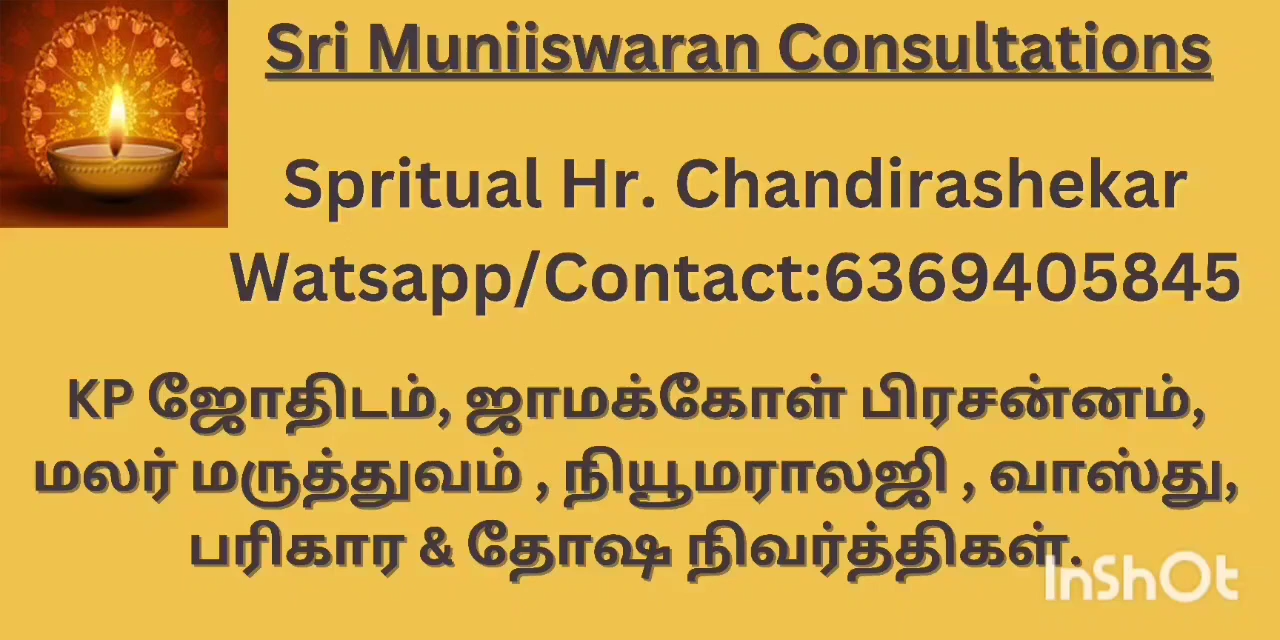 Sri Muniiswaran Consultations
Spritual Hr. Chandirashekar
Watsapp/Contact:6369405845
KP ஜோதிடம், ஜாமக்கோள் பிரசன்னம்,
மலர் மருத்துவம் , நியூமராலஜி , வாஸ்து,
பரிகார & தோஷ நிவர்த்திகள்.
InShOt